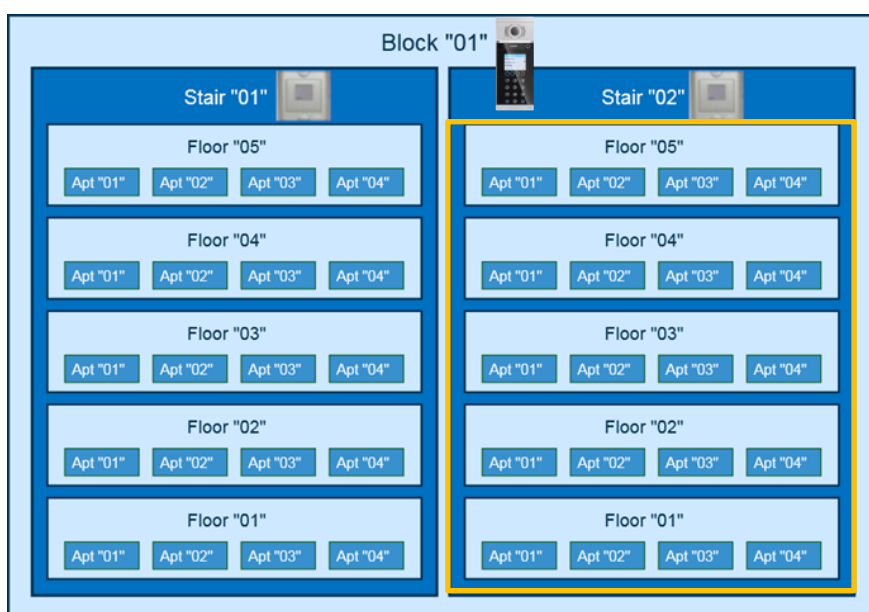 Block "01"
Stair "01"
Floor "05"
Apt "01" Apt "02" Apt "03" Apt "04"
Floor "04"
Apt "01" Apt "02" Apt "03" Apt "04"
Floor "03"
Apt "01" Apt "02" Apt "03" Apt "04"
Floor "02"
Apt "01" Apt "02" Apt "03" Apt "04"
Floor "01"
Apt "01" Apt "02" Apt "03" Apt "04"
Stair "02"
Floor "05"
Apt "01" Apt "02" Apt "03" Apt "04"
Floor "04"
Apt "01" Apt "02" Apt "03" Apt "04"
Floor "03"
Apt "01" Apt "02" Apt "03" Apt "04"
Floor "02"
Apt "01" Apt "02" Apt "03" Apt "04"
Floor "01"
Apt "01" Apt "02" Apt "03" Apt "04"